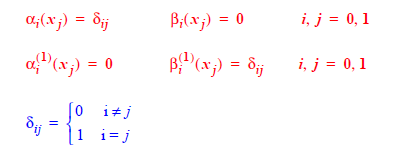 αᵢ(xⱼ) = δᵢⱼ βᵢ(xⱼ) = 0 i, j = 0, 1
αᵢ⁽¹⁾(xⱼ) = 0 βᵢ⁽¹⁾(xⱼ) = δᵢⱼ i, j = 0, 1
δᵢⱼ = { 0 i ≠ j
1 i = j